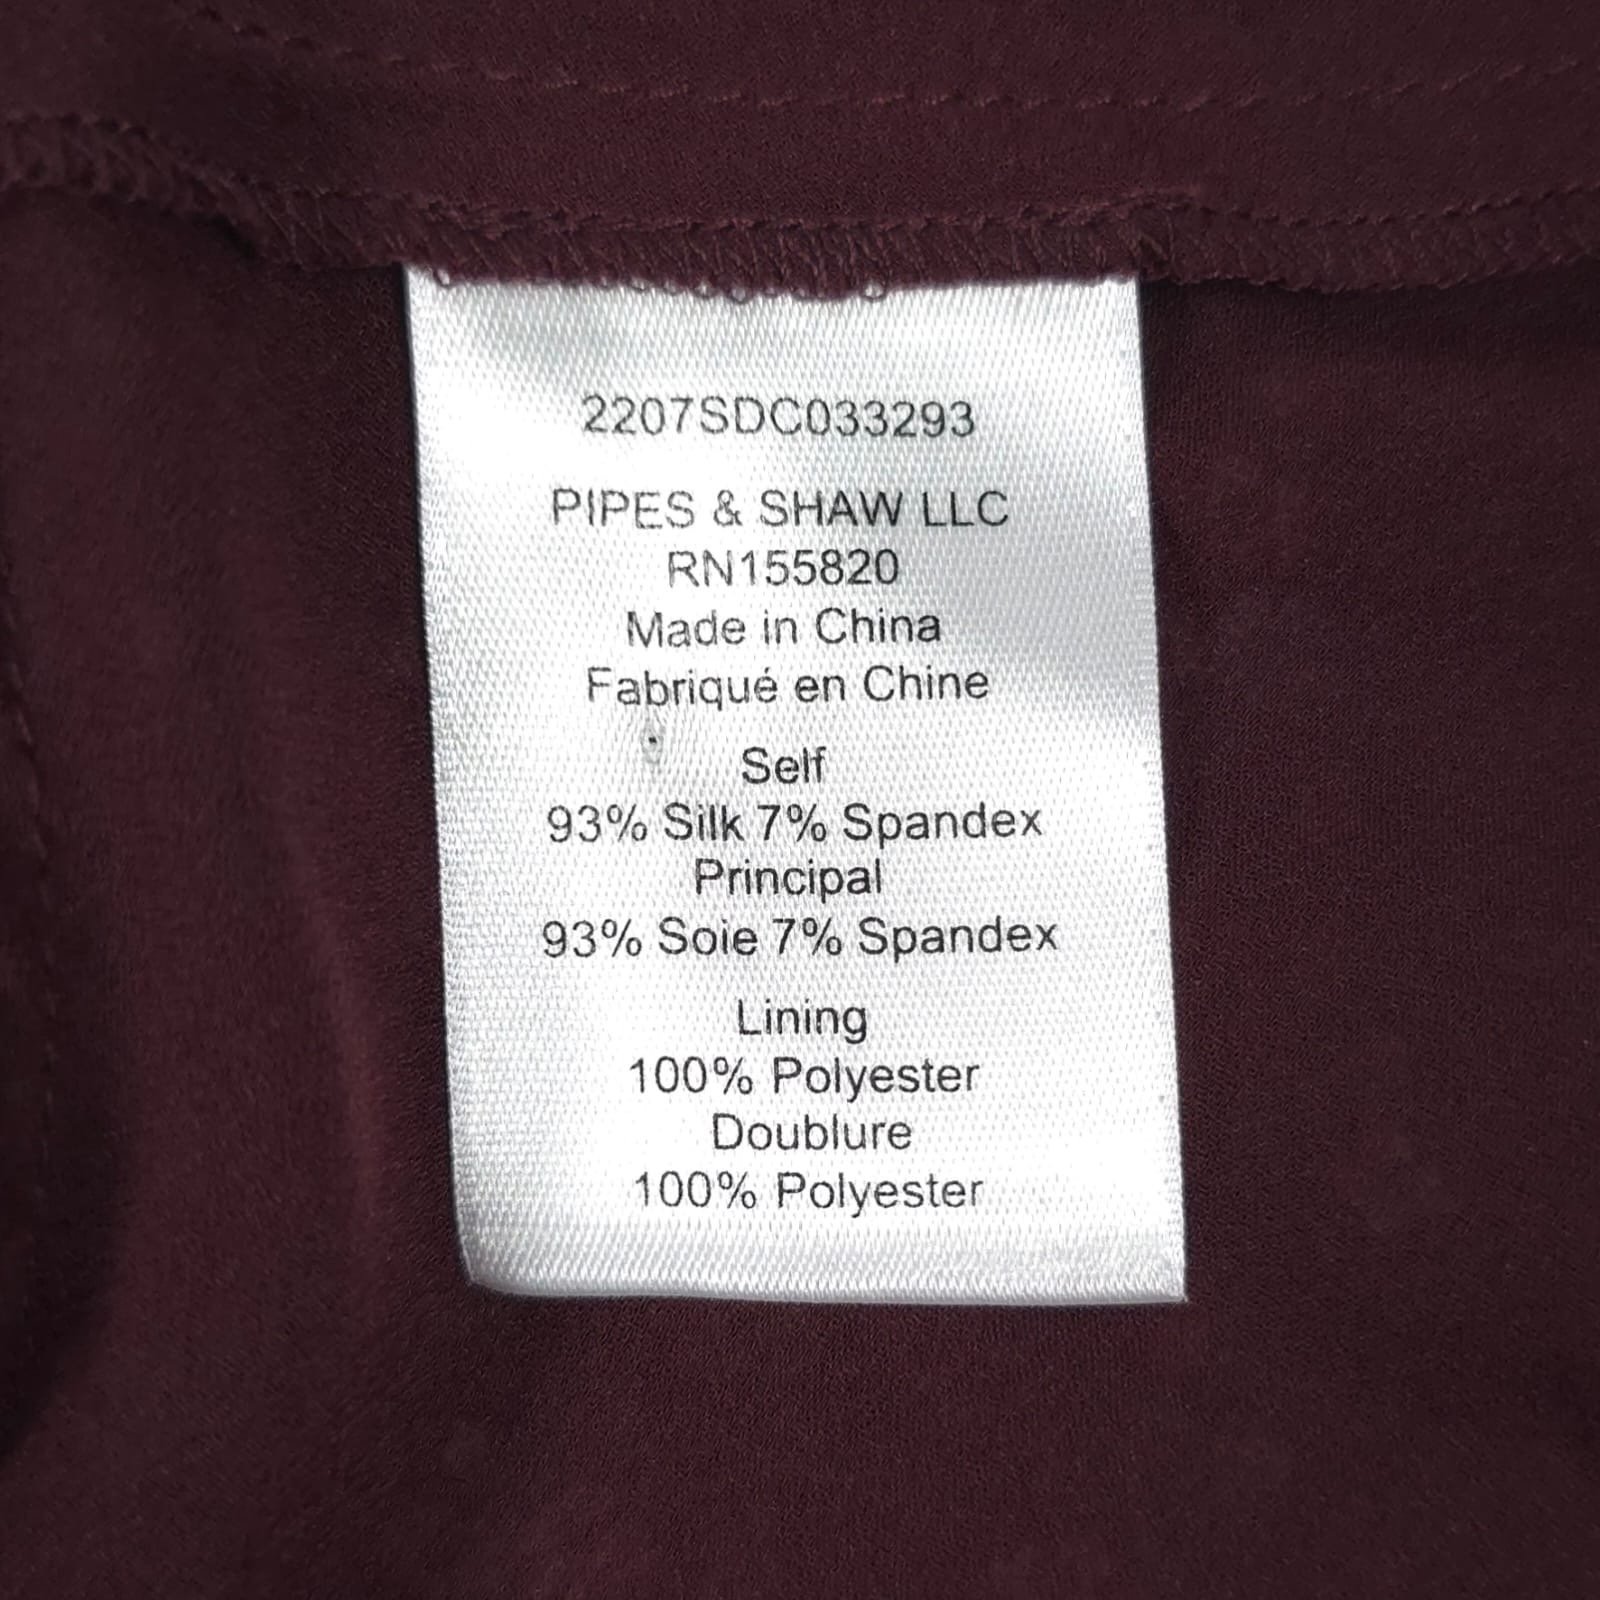 2207SDC033293
PIPES & SHAW LLC
RN155820
Made in China
Fabriqué en Chine
Self
93% Silk 7% Spandex
Principal
93% Soie 7% Spandex
Lining
100% Polyester
Doublure
100% Polyester